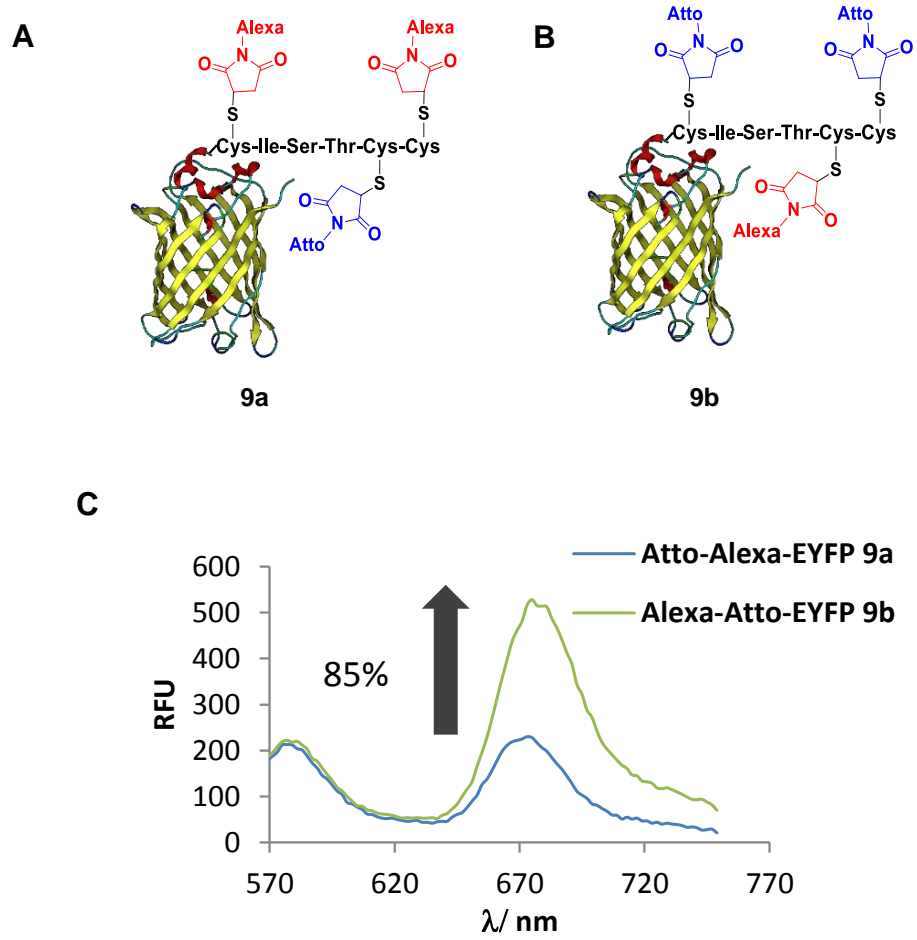 A
Alexa
Alexa
N
N
O
O
O
O
S
S
Cys-Ile-Ser-Thr-Cys-Cys
S
O
N
O
Atto
9a
B
Atto
Atto
N
N
O
O
O
O
S
S
Cys-Ile-Ser-Thr-Cys-Cys
S
O
N
O
Alexa
9b
C
Atto-Alexa-EYFP 9a
Alexa-Atto-EYFP 9b
85%
RFU
600
500
400
300
200
100
0
570 620 670 720 770
λ/ nm